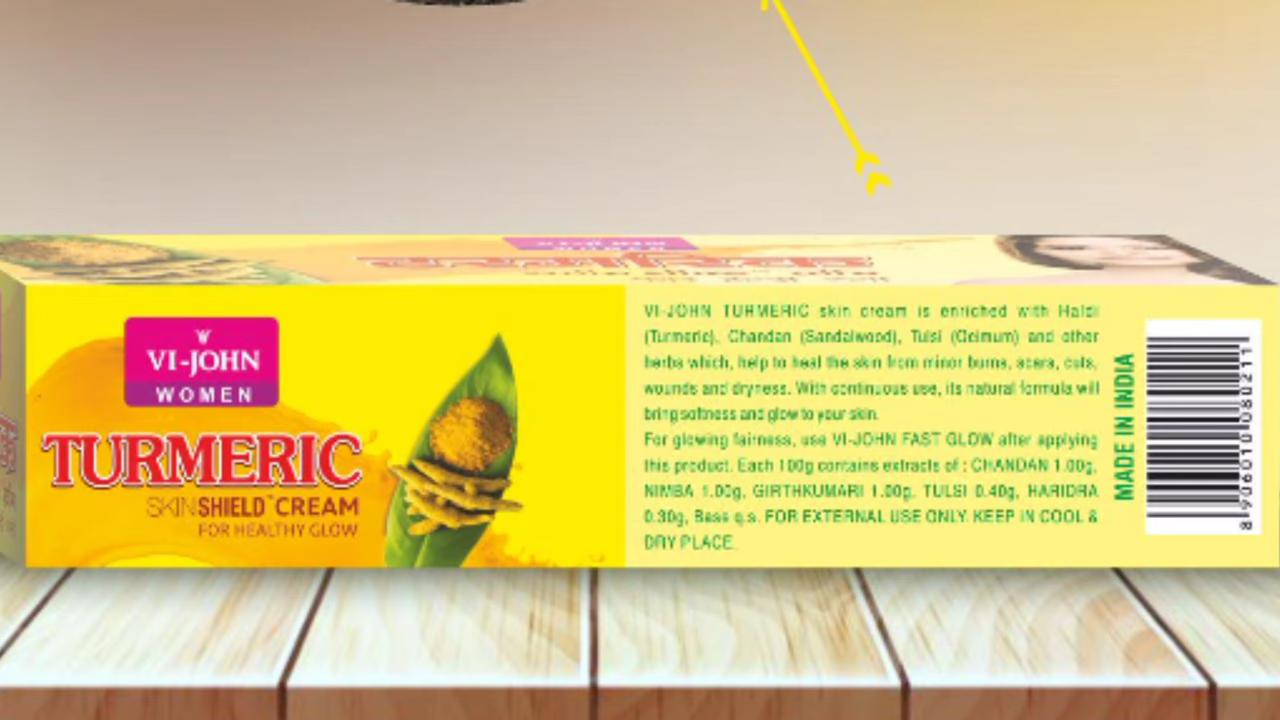 VI-JOHN
WOMEN
TURMERIC
SKINSHIELD™CREAM
FOR HEALTHY GLOW
VI-JOHN TURMERIC skin cream is enriched with Haldi
(Turmeric), Chandan (Sandalwood), Tulsi (Ocimum) and other
herbs which, help to heal the skin from minor burns, scars, cuts,
wounds and dryness. With continuous use, its natural formula will
bring softness and glow to your skin.
For glowing fairness, use VI-JOHN FAST GLOW after applying
this product. Each 100g contains extracts of : CHANDAN 1.00g,
NIMBA 1.00g, GIRTHKUMARI 1.00g, TULSI 0.40g, HARIDRA
0.30g, Base q.s. FOR EXTERNAL USE ONLY. KEEP IN COOL &
DRY PLACE.
MADE IN INDIA
8 906010 080211